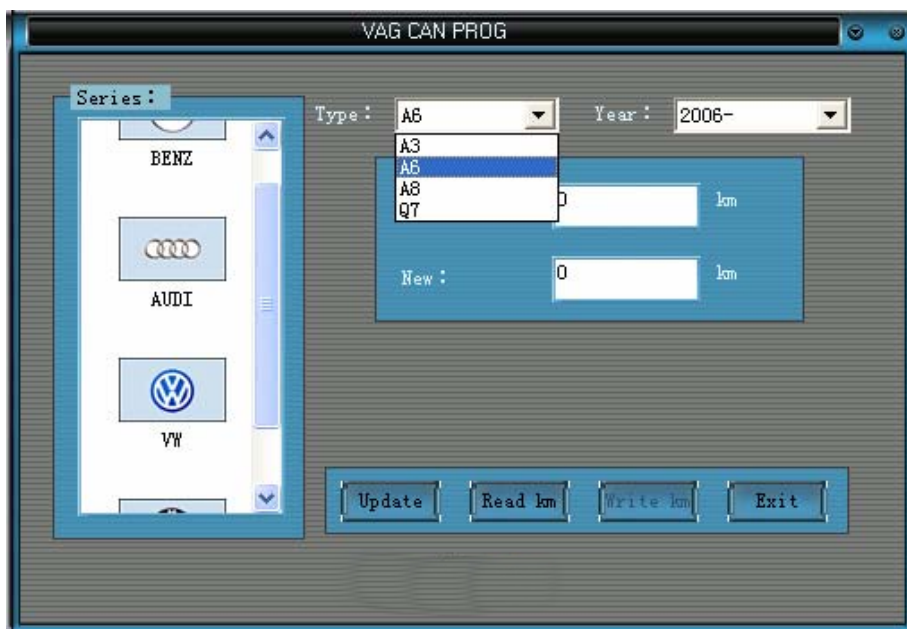 VAG CAN PROG
Series:
BENZ
AUDI
VW
Type: A6
Year: 2006-
A3
A6
A8
Q7
0 km
New: 0 km
Update
Read km
Write km
Exit